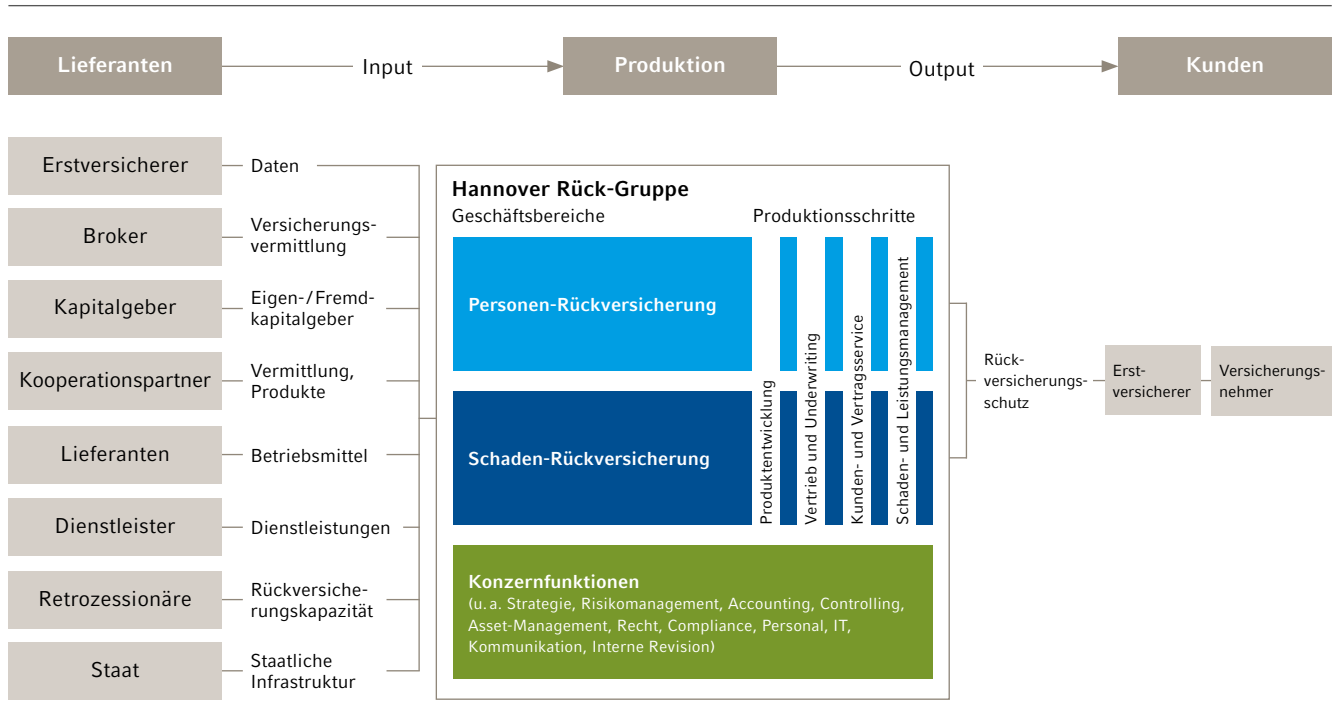 Lieferanten
Input
Produktion
Output
Kunden
Erstversicherer
Daten
Broker
Versicherungs-
vermittlung
Kapitalgeber
Eigen-/Fremd-
kapitalgeber
Kooperationspartner
Vermittlung,
Produkte
Lieferanten
Betriebsmittel
Dienstleister
Dienstleistungen
Retrozessionäre
Rückversiche-
rungskapazität
Staat
Staatliche
Infrastruktur
Hannover Rück-Gruppe
Geschäftsbereiche
Produktionsschritte
Personen-Rückversicherung
Schaden-Rückversicherung
Produktentwicklung
Vertrieb und Underwriting
Kunden- und Vertragsservice
Schaden- und Leistungsmanagement
Konzernfunktionen
(u. a. Strategie, Risikomanagement, Accounting, Controlling,
Asset-Management, Recht, Compliance, Personal, IT,
Kommunikation, Interne Revision)
Rück-
versicherungs-
schutz
Erst-
versicherer
Versicherungs-
nehmer